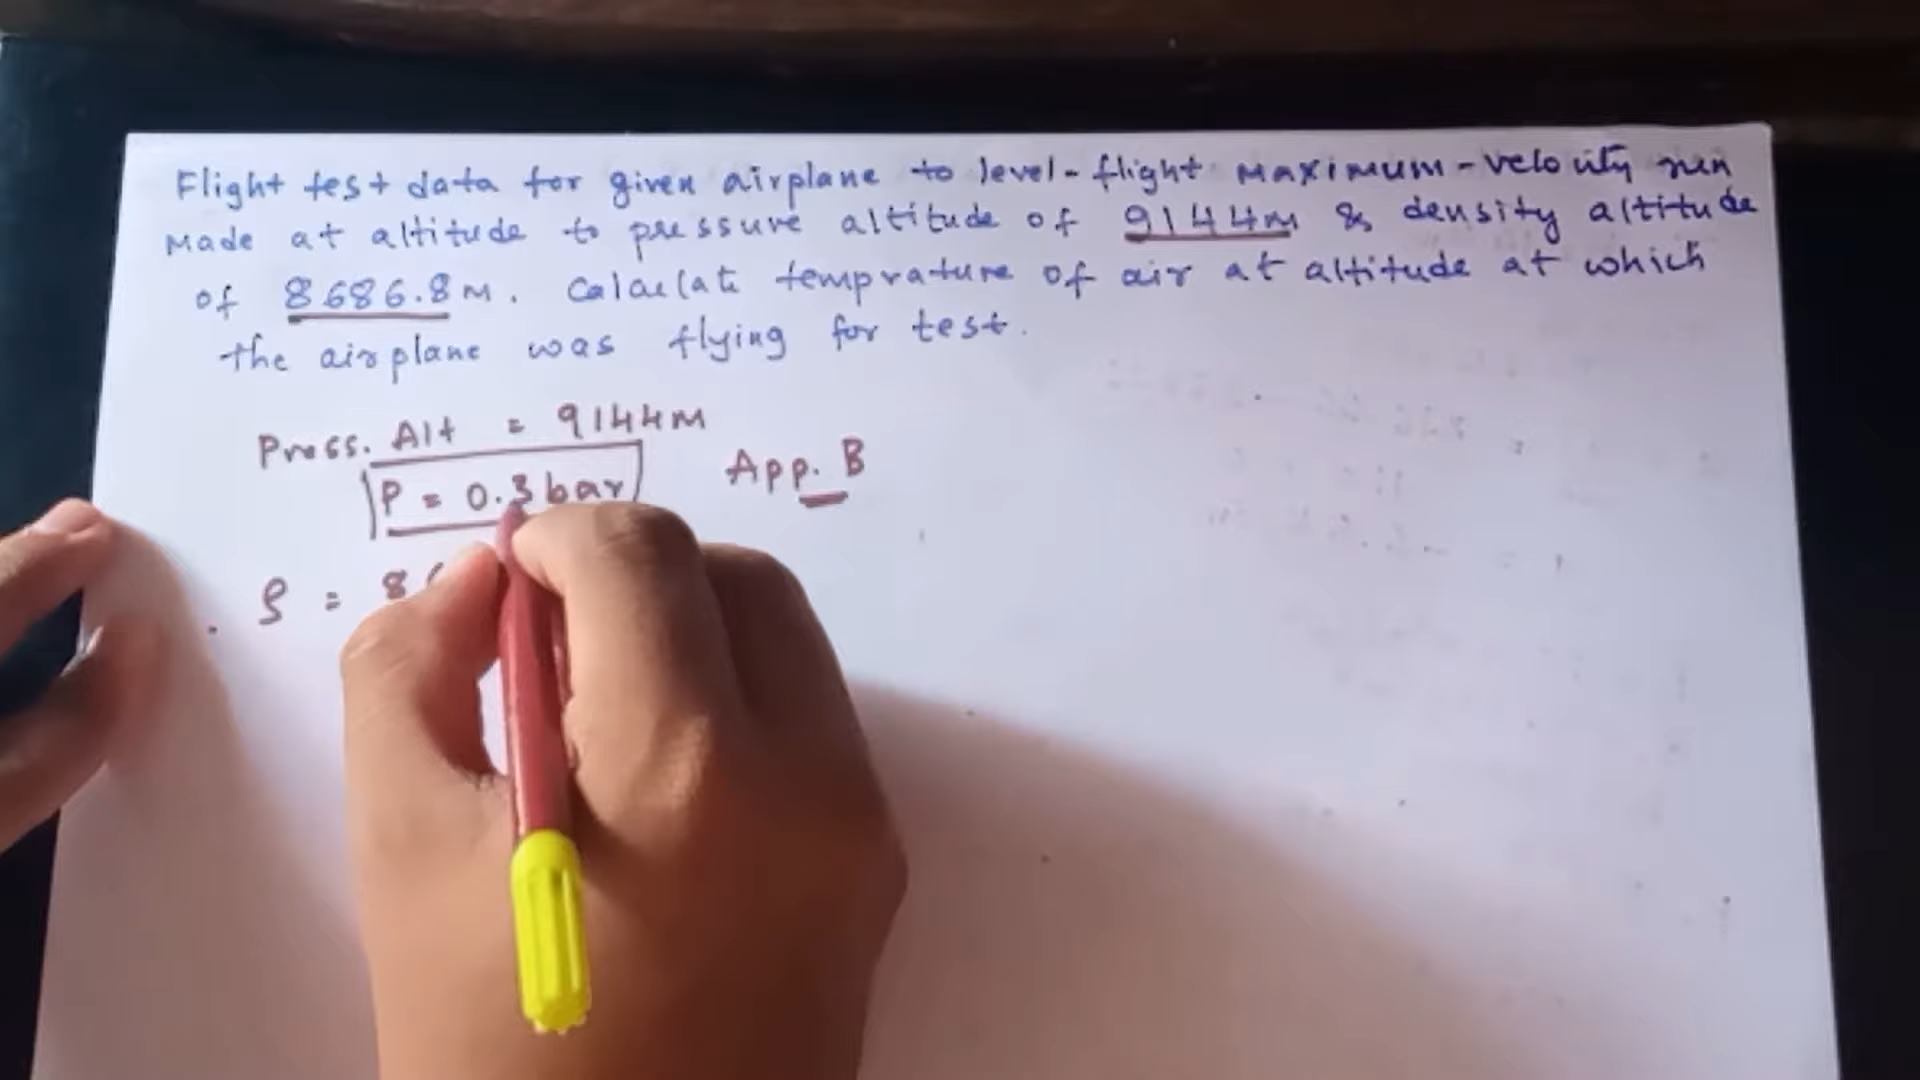 Flight test data for given airplane to level-flight maximum-velocity run
made at altitude to pressure altitude of 9144m & density altitude
of 8686.8m. Calculate temprature of air at altitude at which
the airplane was flying for test.
Press. Alt = 9144m
P = 0.3bar App. B
ρ = 8